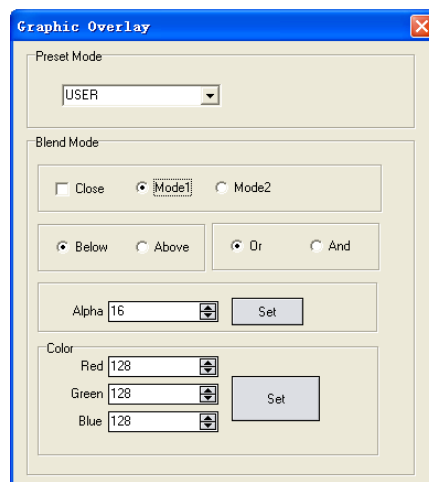 Graphic Overlay
Preset Mode
USER
Blend Mode
Close Mode1 Mode2
Below Above Or And
Alpha 16 Set
Color
Red 128
Green 128 Set
Blue 128